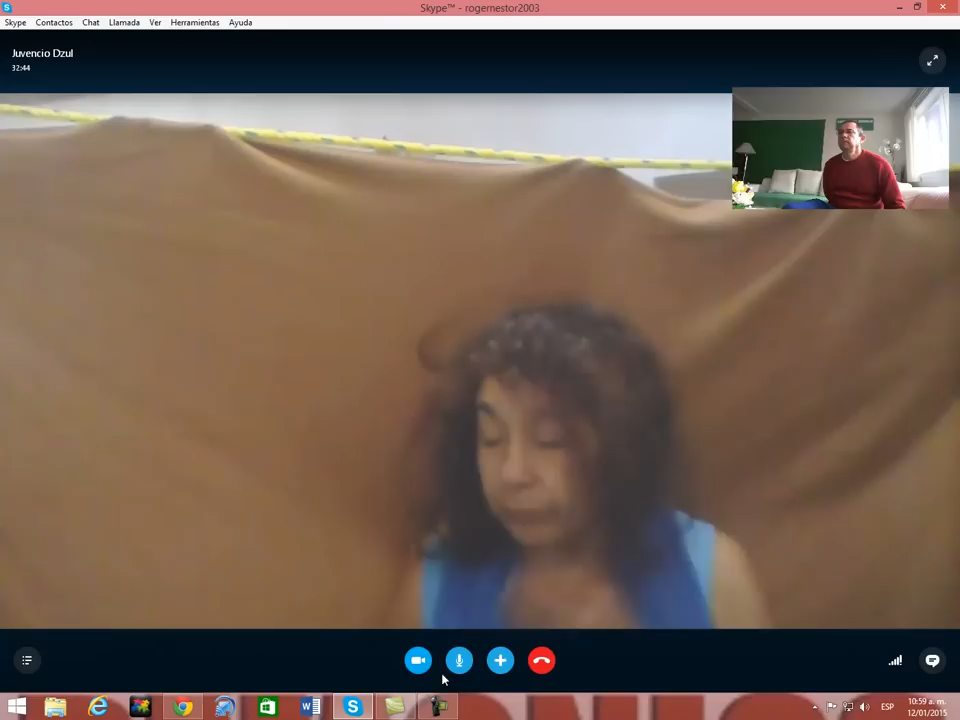 Skype™ - rogernestor2003
Skype Contactos Chat Llamada Ver Herramientas Ayuda
Juvencio Dzul
32:44
ESP
10:59 a. m.
12/01/2015